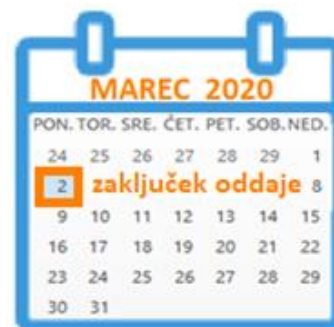 MAREC 2020
PON. TOR. SRE. ČET. PET. SOB. NED.
24 25 26 27 28 29 1
2 zaključek oddaje 8
9 10 11 12 13 14 15
16 17 18 19 20 21 22
23 24 25 26 27 28 29
30 31